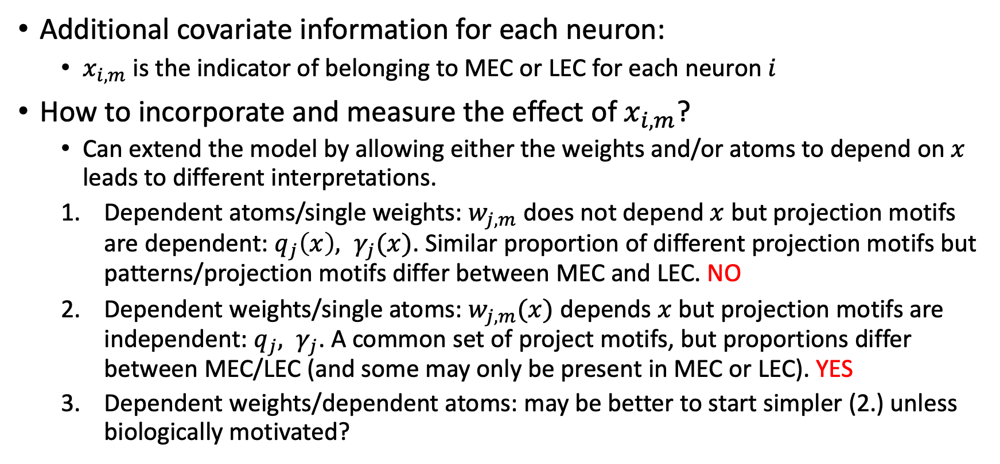 • Additional covariate information for each neuron:
• $x_{i,m}$ is the indicator of belonging to MEC or LEC for each neuron $i$
• How to incorporate and measure the effect of $x_{i,m}$?
• Can extend the model by allowing either the weights and/or atoms to depend on $x$
leads to different interpretations.
1. Dependent atoms/single weights: $w_{j,m}$ does not depend $x$ but projection motifs
are dependent: $q_j(x)$, $\gamma_j(x)$. Similar proportion of different projection motifs but
patterns/projection motifs differ between MEC and LEC. NO
2. Dependent weights/single atoms: $w_{j,m}(x)$ depends $x$ but projection motifs are
independent: $q_j$, $\gamma_j$. A common set of project motifs, but proportions differ
between MEC/LEC (and some may only be present in MEC or LEC). YES
3. Dependent weights/dependent atoms: may be better to start simpler (2.) unless
biologically motivated?